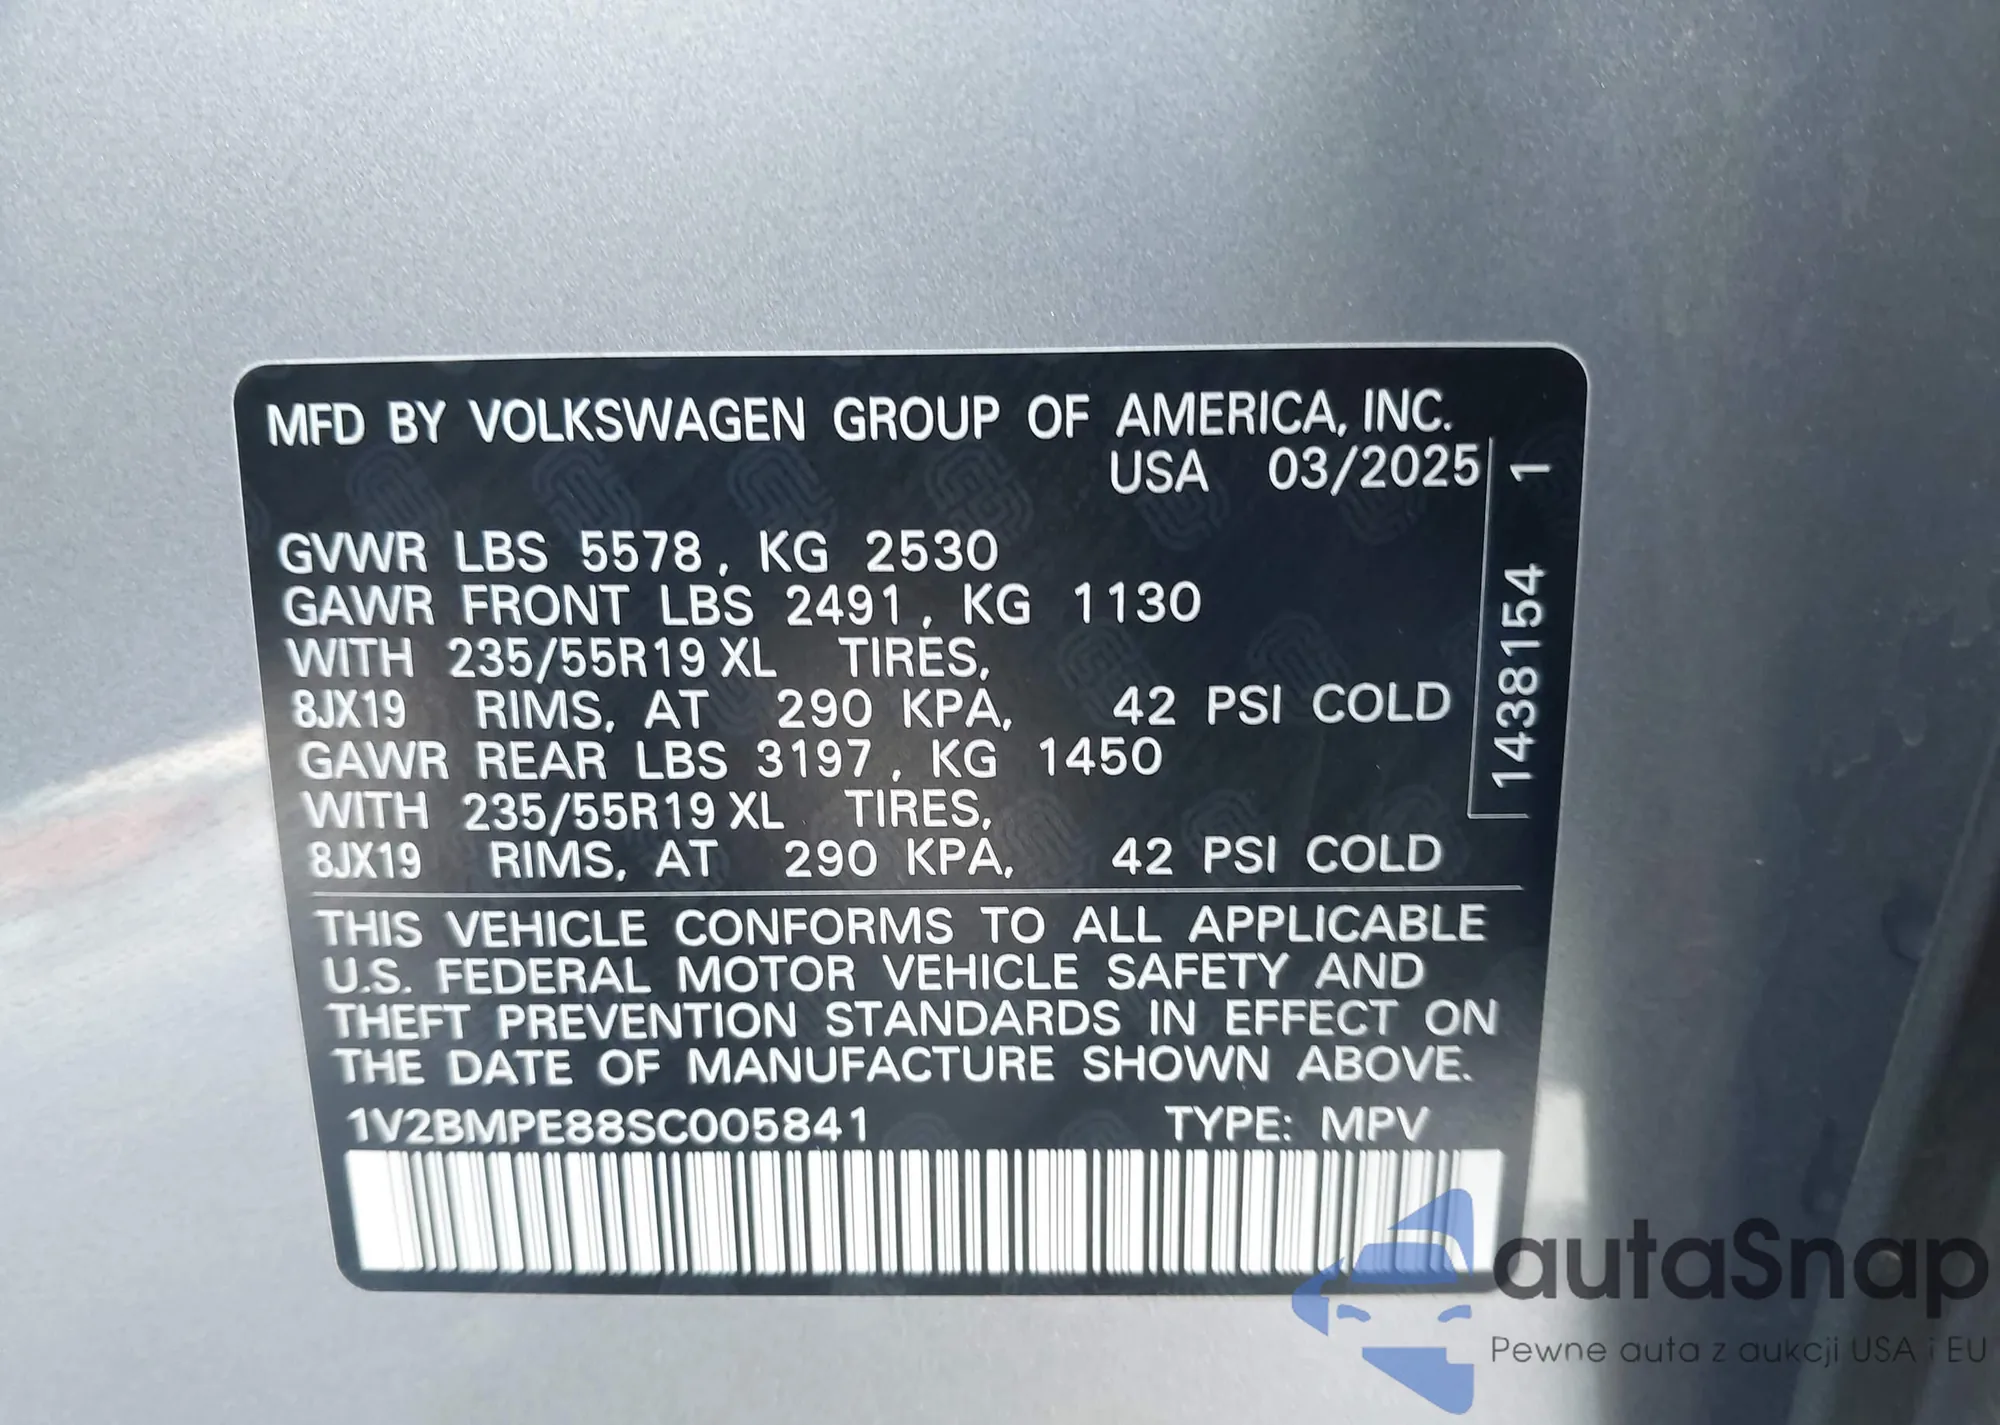 MFD BY VOLKSWAGEN GROUP OF AMERICA, INC.
USA 03/2025
GVWR LBS 5578, KG 2530
GAWR FRONT LBS 2491, KG 1130
WITH 235/55R19 XL TIRES,
8JX19 RIMS, AT 290 KPA, 42 PSI COLD
GAWR REAR LBS 3197, KG 1450
WITH 235/55R19 XL TIRES,
8JX19 RIMS, AT 290 KPA, 42 PSI COLD
1438154 1
THIS VEHICLE CONFORMS TO ALL APPLICABLE
U.S. FEDERAL MOTOR VEHICLE SAFETY AND
THEFT PREVENTION STANDARDS IN EFFECT ON
THE DATE OF MANUFACTURE SHOWN ABOVE.
1V2BMPE88SC005841 TYPE: MPV
autaSnap
Pewne auta z aukcji USA i EU